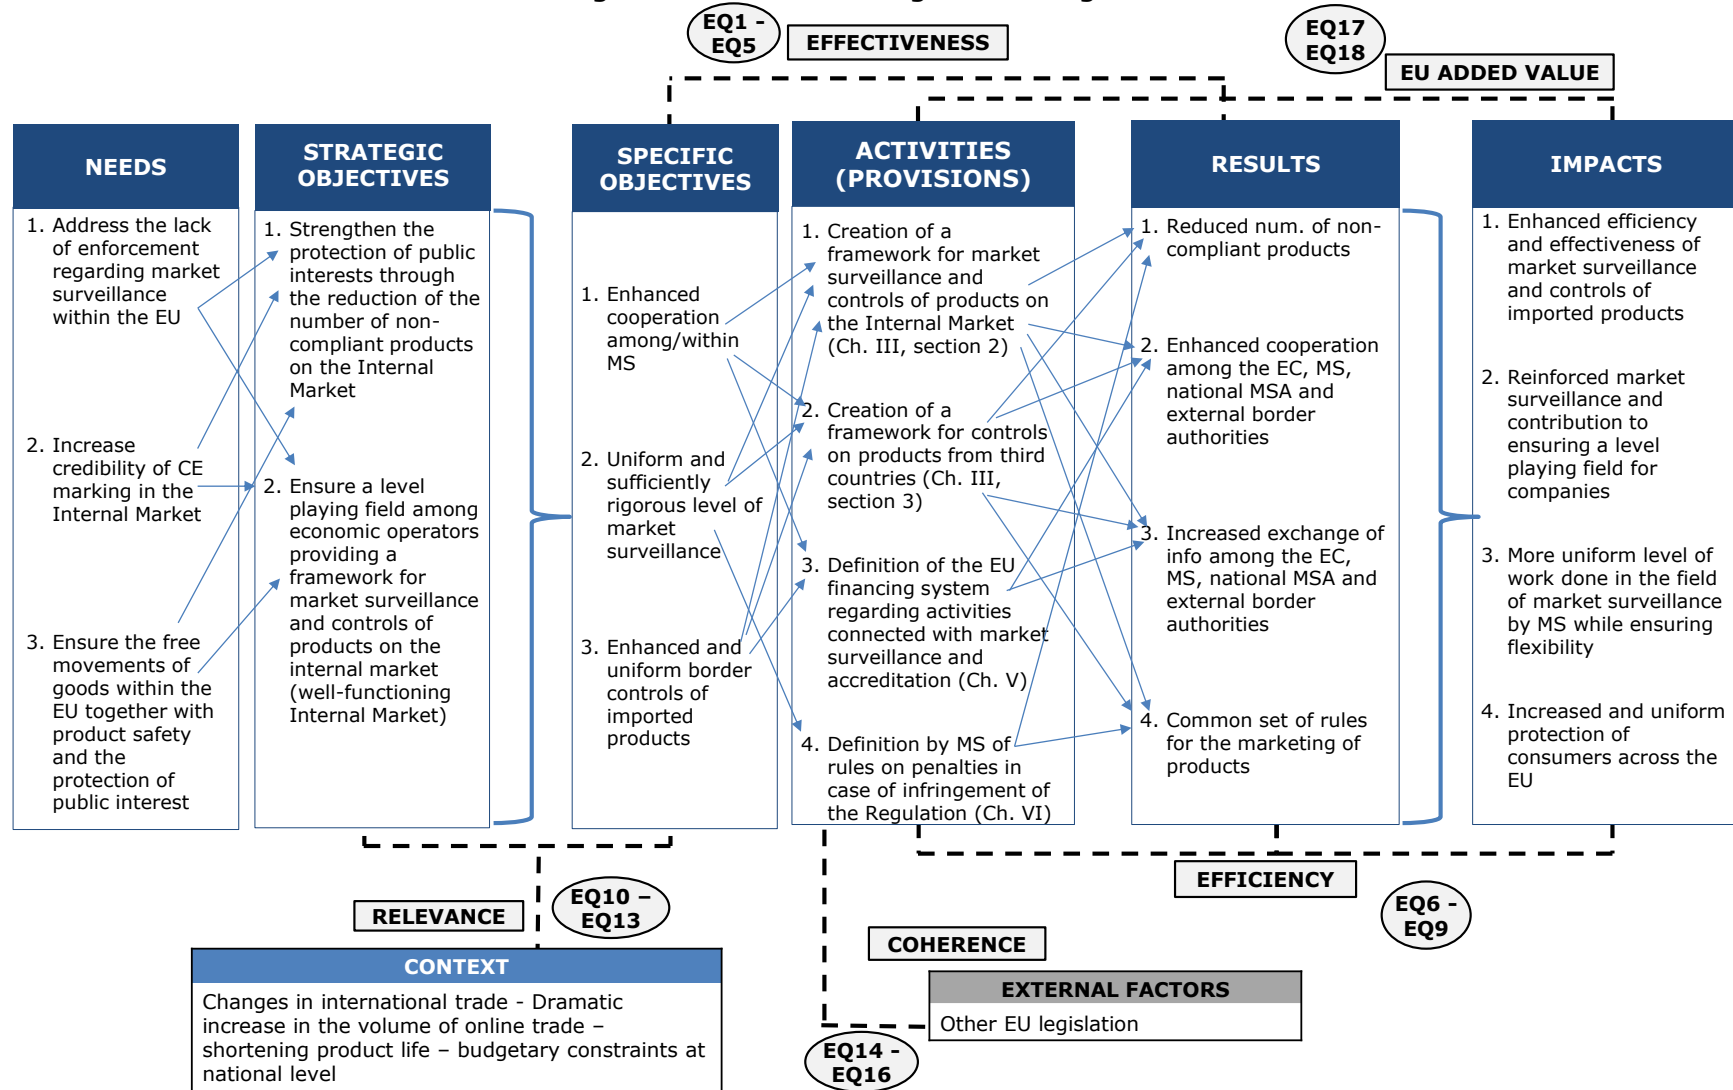 EQ1 -
EQ5
EFFECTIVENESS
EQ17
EQ18
EU ADDED VALUE
NEEDS
1. Address the lack
of enforcement
regarding market
surveillance
within the EU
2. Increase
credibility of CE
marking in the
Internal Market
3. Ensure the free
movements of
goods within the
EU together with
product safety
and the
protection of
public interest
STRATEGIC
OBJECTIVES
1. Strengthen the
protection of public
interests through
the reduction of the
number of non-
compliant products
on the Internal
Market
2. Ensure a level
playing field among
economic operators
providing a
framework for
market surveillance
and controls of
products on the
internal market
(well-functioning
Internal Market)
SPECIFIC
OBJECTIVES
1. Enhanced
cooperation
among/within
MS
2. Uniform and
sufficiently
rigorous level of
market
surveillance
3. Enhanced and
uniform border
controls of
imported
products
ACTIVITIES
(PROVISIONS)
1. Creation of a
framework for market
surveillance and
controls of products on
the Internal Market
(Ch. III, section 2)
2. Creation of a
framework for controls
on products from third
countries (Ch. III,
section 3)
3. Definition of the EU
financing system
regarding activities
connected with market
surveillance and
accreditation (Ch. V)
4. Definition by MS of
rules on penalties in
case of infringement of
the Regulation (Ch. VI)
RESULTS
1. Reduced num. of non-
compliant products
2. Enhanced cooperation
among the EC, MS,
national MSA and
external border
authorities
3. Increased exchange of
info among the EC,
MS, national MSA and
external border
authorities
4. Common set of rules
for the marketing of
products
IMPACTS
1. Enhanced efficiency
and effectiveness of
market surveillance
and controls of
imported products
2. Reinforced market
surveillance and
contribution to
ensuring a level
playing field for
companies
3. More uniform level of
work done in the field
of market surveillance
by MS while ensuring
flexibility
4. Increased and uniform
protection of
consumers across the
EU
RELEVANCE
EQ10 –
EQ13
EFFICIENCY
EQ6 -
EQ9
COHERENCE
CONTEXT
Changes in international trade - Dramatic
increase in the volume of online trade –
shortening product life – budgetary constraints at
national level
EXTERNAL FACTORS
Other EU legislation
EQ14 -
EQ16